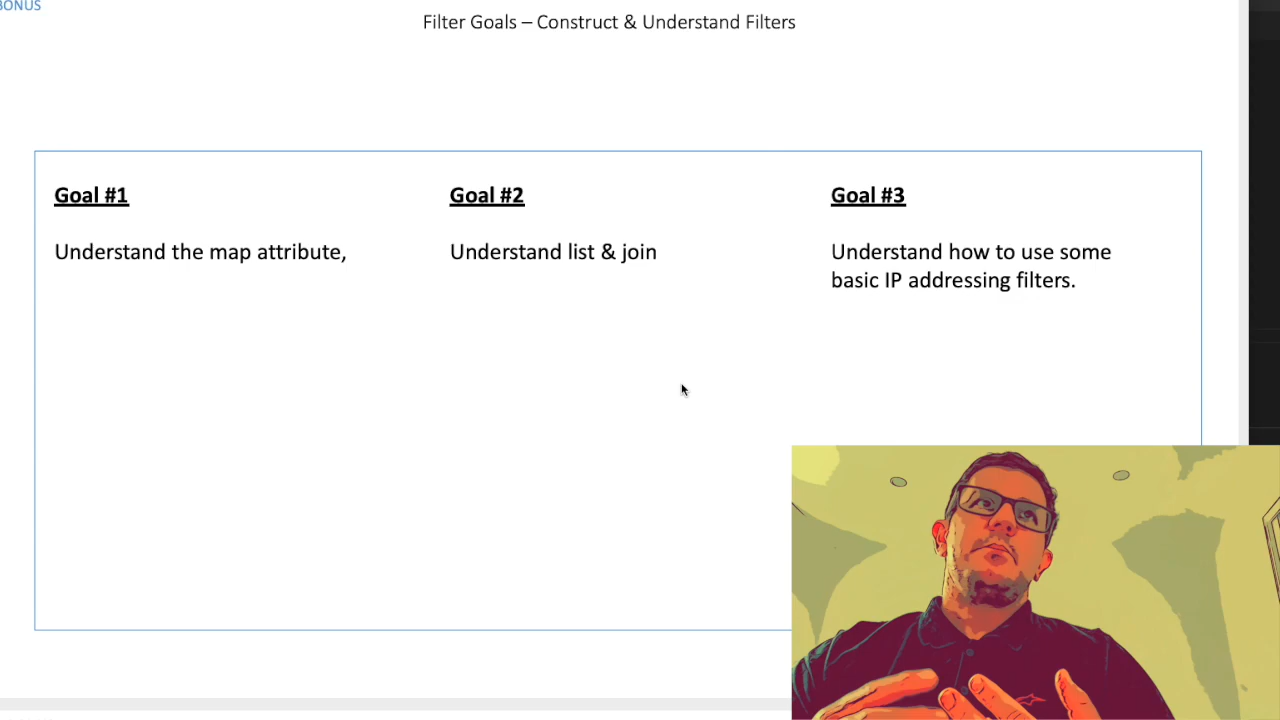 BONUS
Filter Goals – Construct & Understand Filters
Goal #1
Understand the map attribute,
Goal #2
Understand list & join
Goal #3
Understand how to use some
basic IP addressing filters.